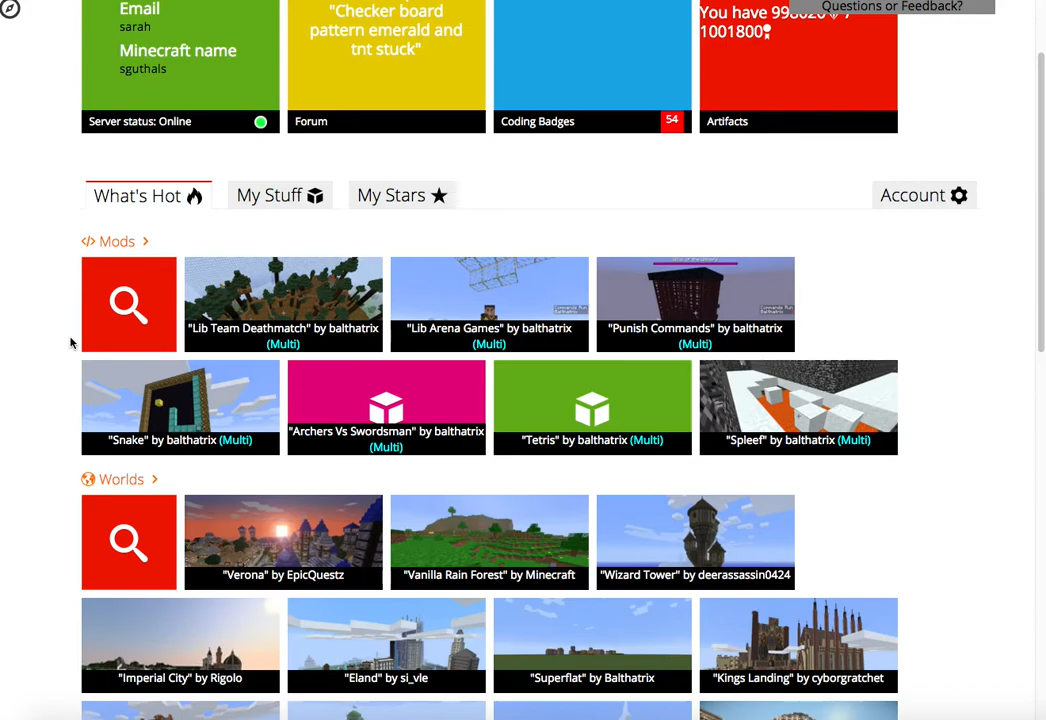 Email
sarah
Minecraft name
sguthals
Server status: Online
"Checker board
pattern emerald and
tnt stuck"
Forum
Coding Badges
54
You have
1001800
Artifacts
Questions or Feedback?
What's Hot
My Stuff
My Stars
Account
</> Mods >
"Lib Team Deathmatch" by balthatrix
(Multi)
"Lib Arena Games" by balthatrix
(Multi)
"Punish Commands" by balthatrix
(Multi)
"Snake" by balthatrix (Multi)
"Archers Vs Swordsman" by balthatrix
(Multi)
"Tetris" by balthatrix (Multi)
"Spleef" by balthatrix (Multi)
Worlds >
"Verona" by EpicQuestz
"Vanilla Rain Forest" by Minecraft
"Wizard Tower" by deerassassin0424
"Imperial City" by Rigolo
"Eland" by si_vle
"Superflat" by Balthatrix
"Kings Landing" by cyborgratchet